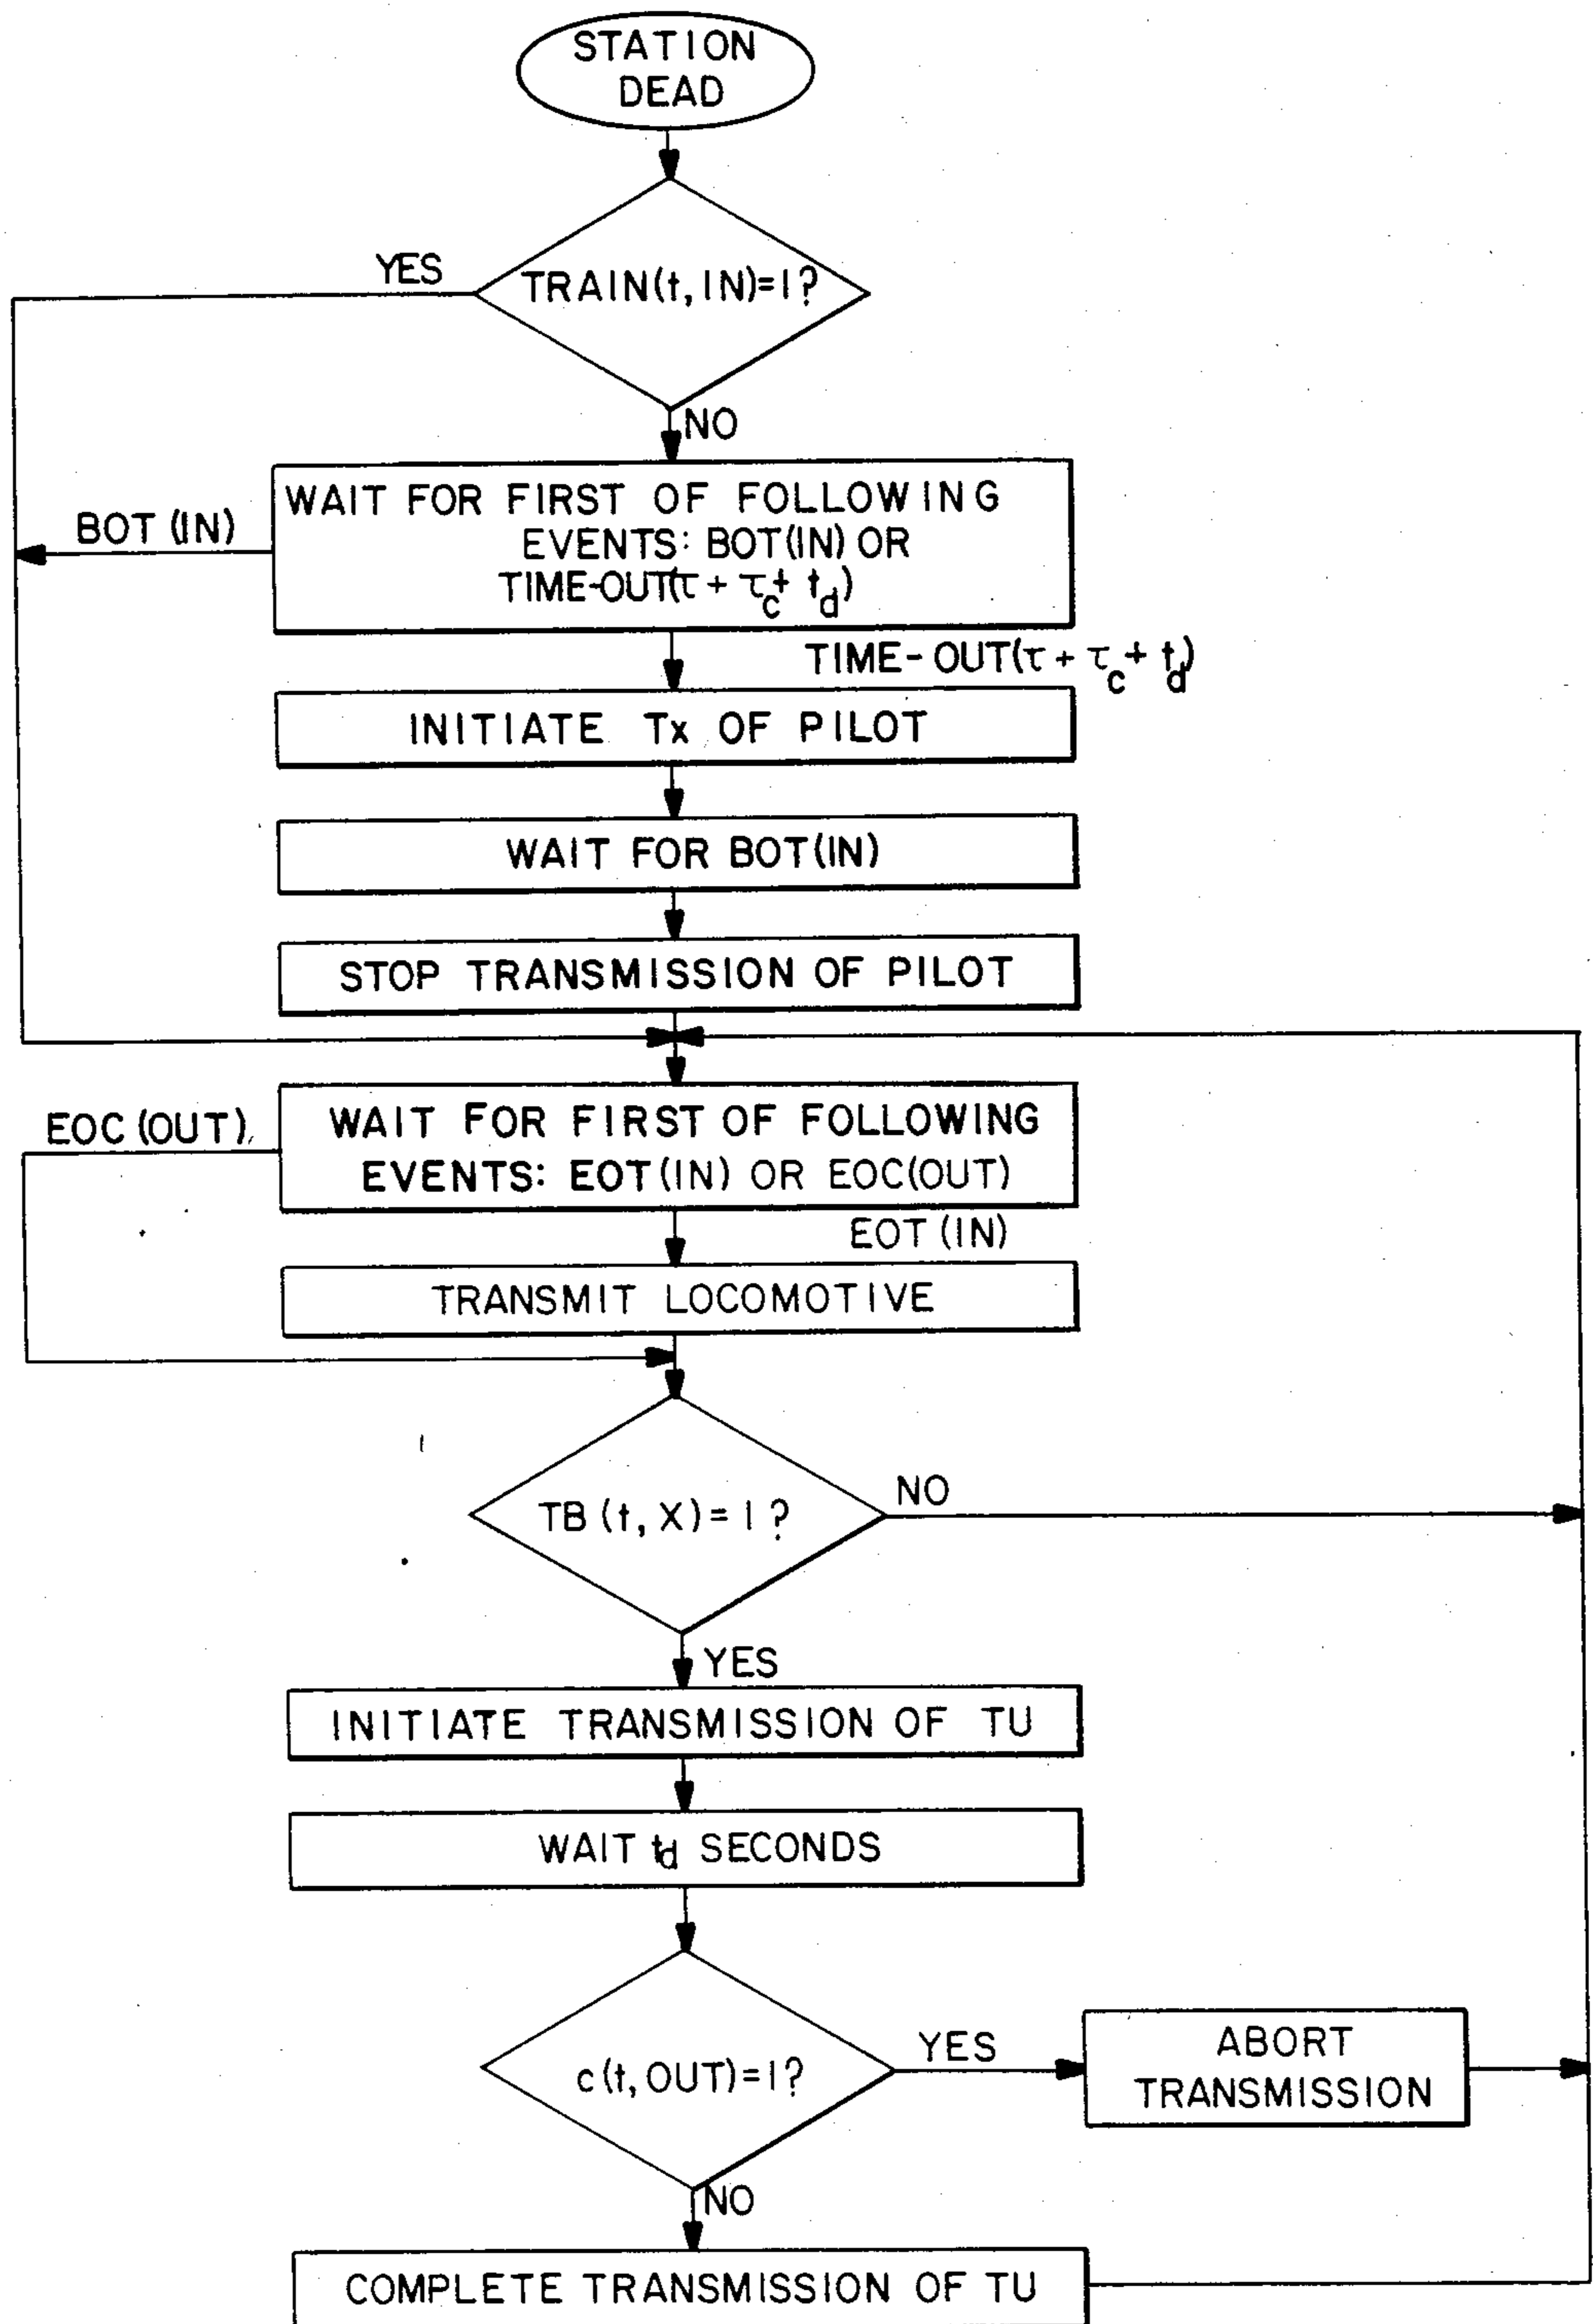 STATION
DEAD
YES
TRAIN(t, IN)=1?
NO
BOT (IN)
WAIT FOR FIRST OF FOLLOWING
EVENTS: BOT(IN) OR
TIME-OUT(τ + τc + td)
TIME-OUT(τ + τc + td)
INITIATE Tx OF PILOT
WAIT FOR BOT(IN)
STOP TRANSMISSION OF PILOT
EOC (OUT)
WAIT FOR FIRST OF FOLLOWING
EVENTS: EOT(IN) OR EOC(OUT)
EOT (IN)
TRANSMIT LOCOMOTIVE
TB (t, X) = 1 ?
NO
YES
INITIATE TRANSMISSION OF TU
WAIT td SECONDS
c(t, OUT)=1?
YES
ABORT
TRANSMISSION
NO
COMPLETE TRANSMISSION OF TU